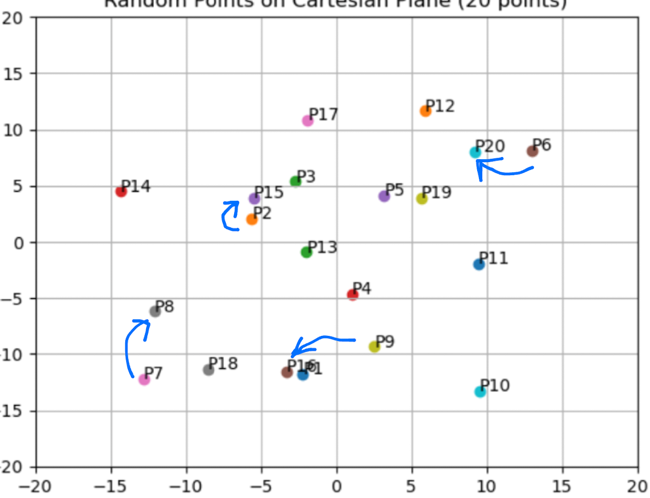 Random Points on Cartesian Plane (20 points)
20
15
P17
P12
10
P20
P6
P14
5
P15
P3
P5
P19
P2
0
P13
P11
P4
−5
P8
P9
−10
P7
P18
P16
P1
P10
−15
−20
−20
−15
−10
−5
0
5
10
15
20